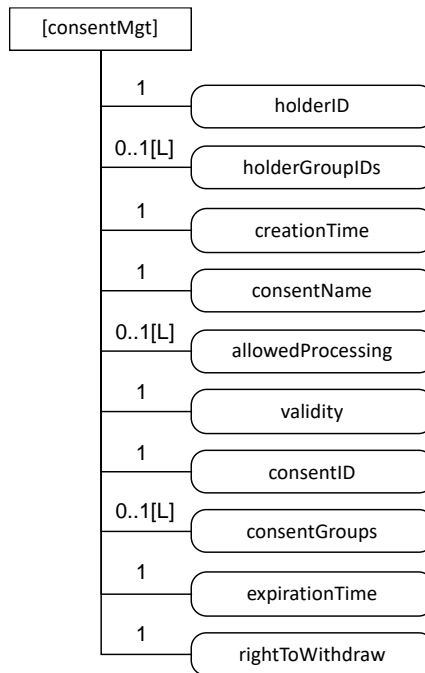 [consentMgt]
1
holderID
0..1[L]
holderGroupIDs
1
creationTime
1
consentName
0..1[L]
allowedProcessing
1
validity
1
consentID
0..1[L]
consentGroups
1
expirationTime
1
rightToWithdraw